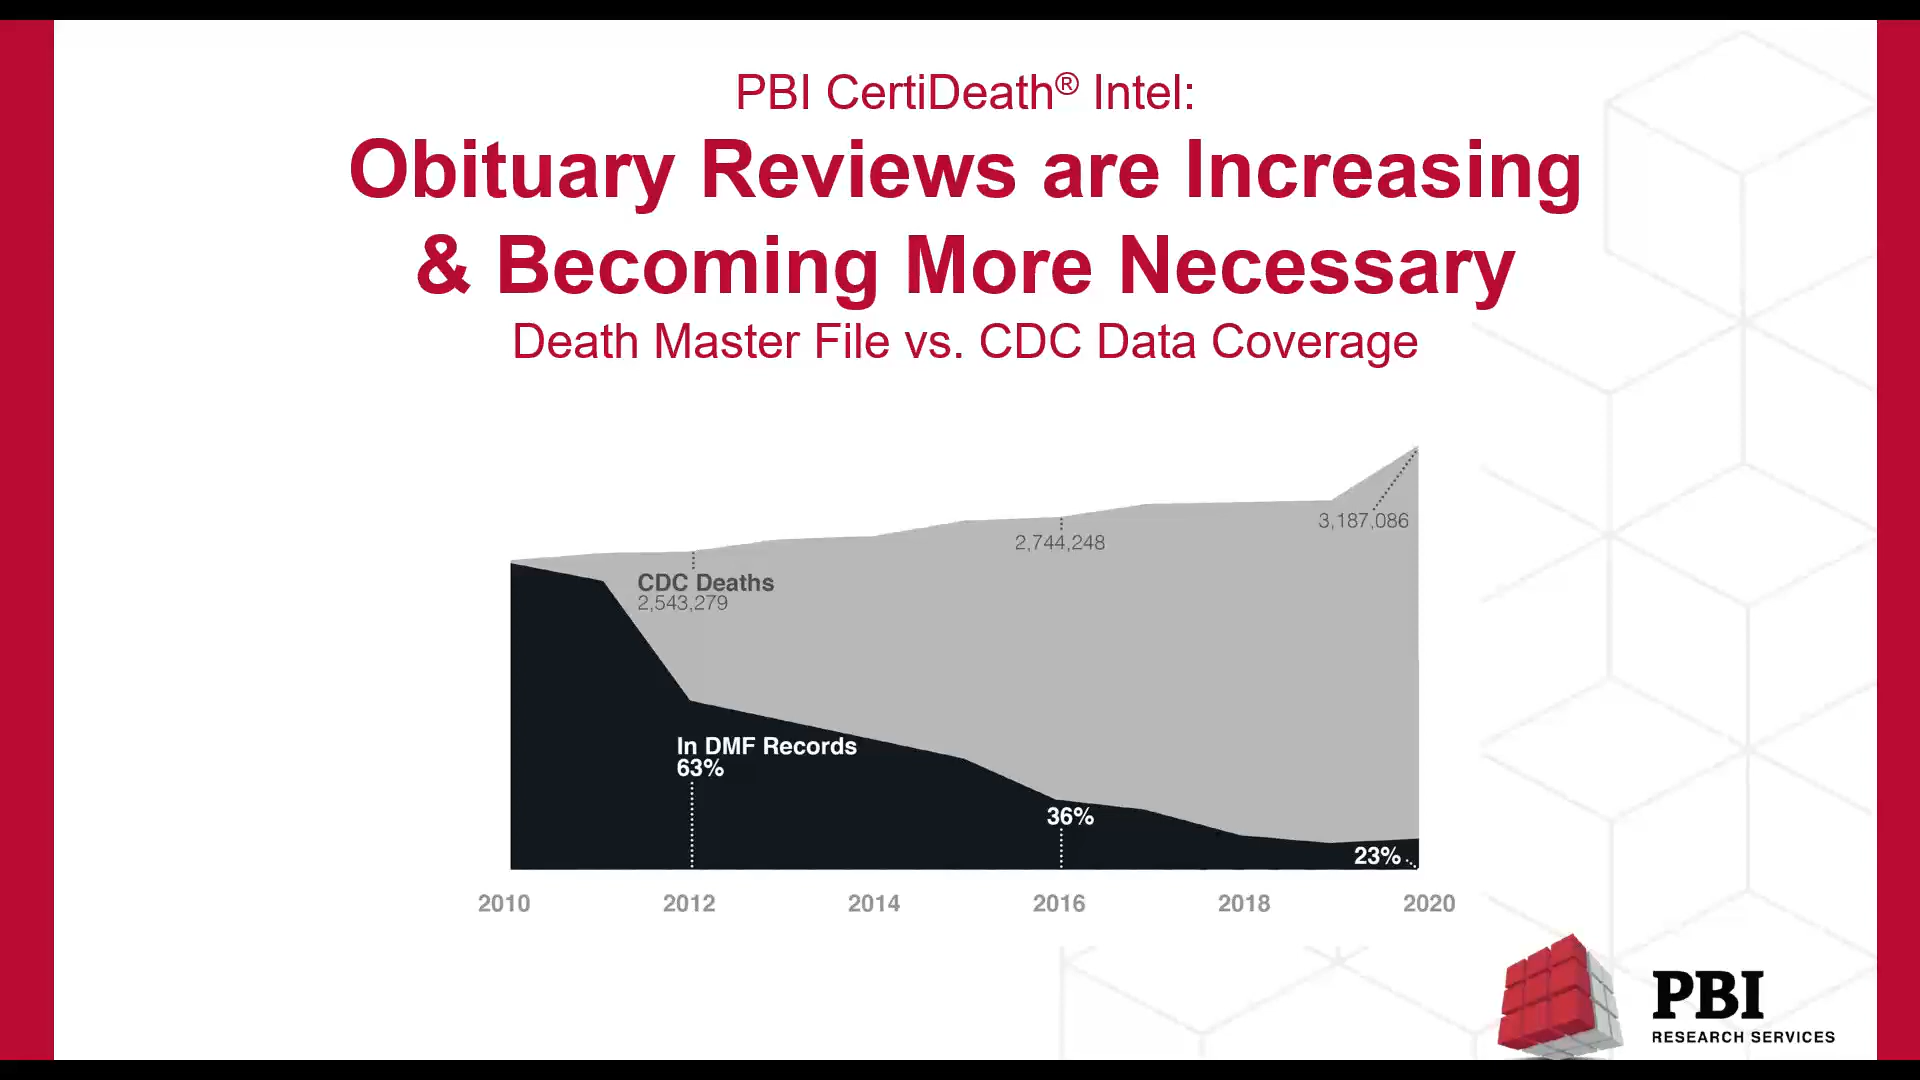 PBI CertiDeath® Intel:
Obituary Reviews are Increasing
& Becoming More Necessary
Death Master File vs. CDC Data Coverage
3,187,086
2,744,248
CDC Deaths
2,543,279
In DMF Records
63%
36%
23%
2010 2012 2014 2016 2018 2020
PBI
RESEARCH SERVICES